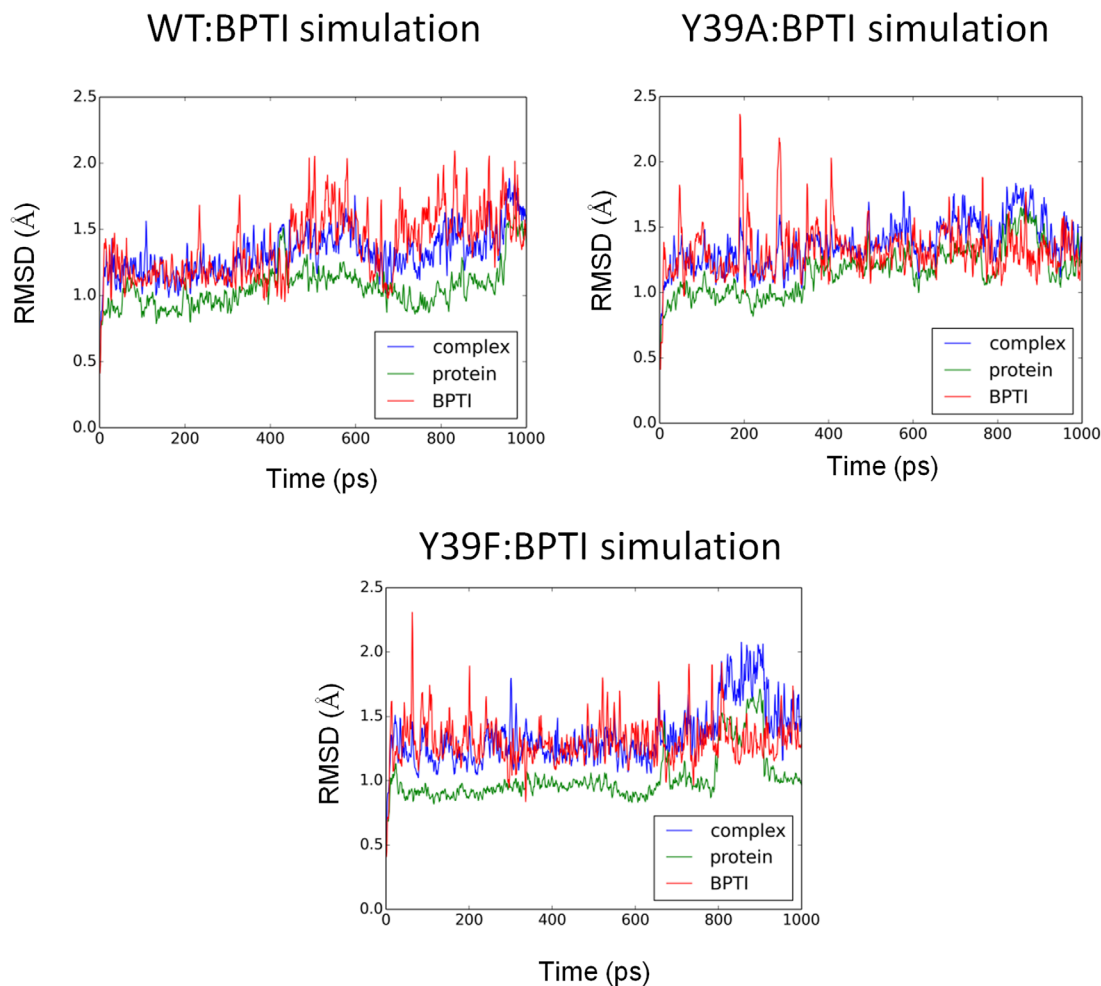 WT:BPTI simulation
2.5
2.0
1.5
1.0
0.5
0.0
RMSD (Å)
complex
protein
BPTI
0 200 400 600 800 1000
Time (ps)
Y39A:BPTI simulation
2.5
2.0
1.5
1.0
0.5
0.0
RMSD (Å)
complex
protein
BPTI
0 200 400 600 800 1000
Time (ps)
Y39F:BPTI simulation
2.5
2.0
1.5
1.0
0.5
0.0
RMSD (Å)
complex
protein
BPTI
0 200 400 600 800 1000
Time (ps)